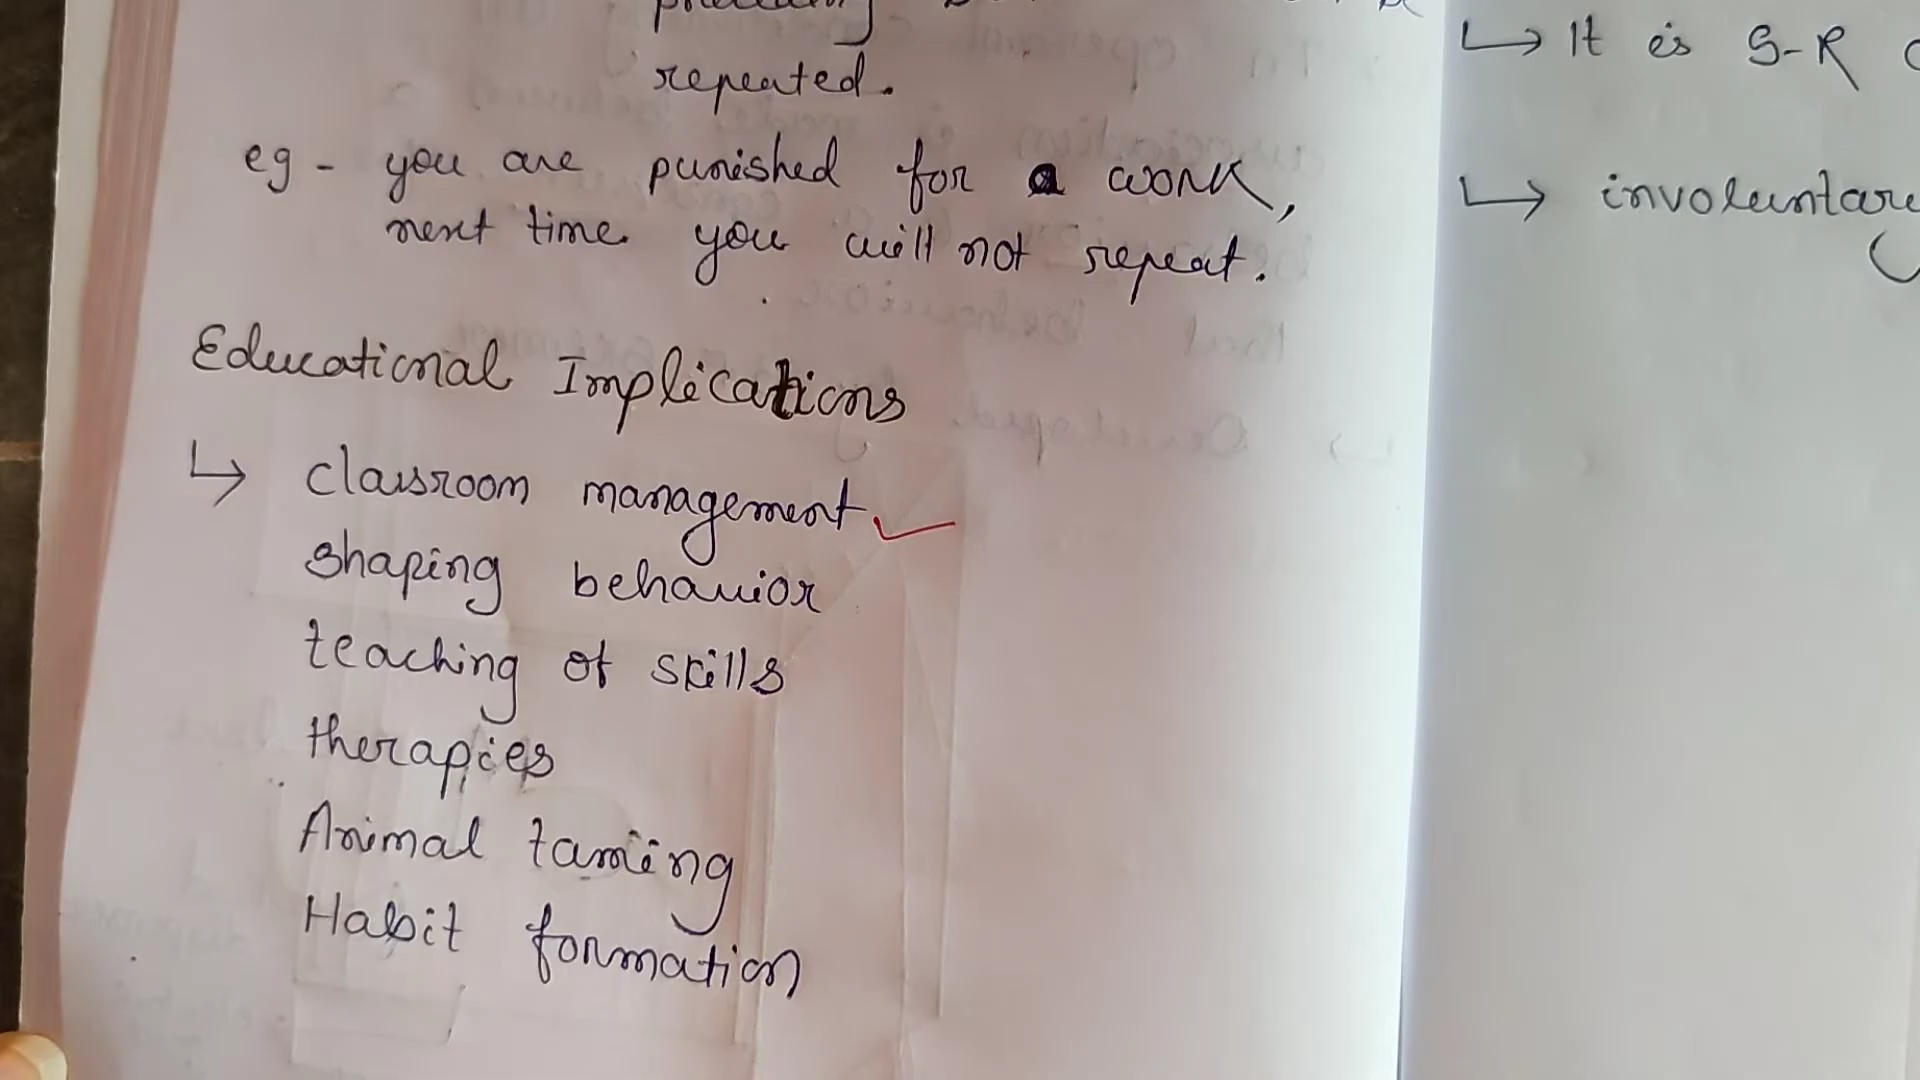 repeated.
eg - you are punished for a work,
next time you will not repeat.
Educational Implications
↳ classroom management
shaping behavior
teaching of skills
therapies
Animal taming
Habit formation
↳ It is S-R
↳ involuntary